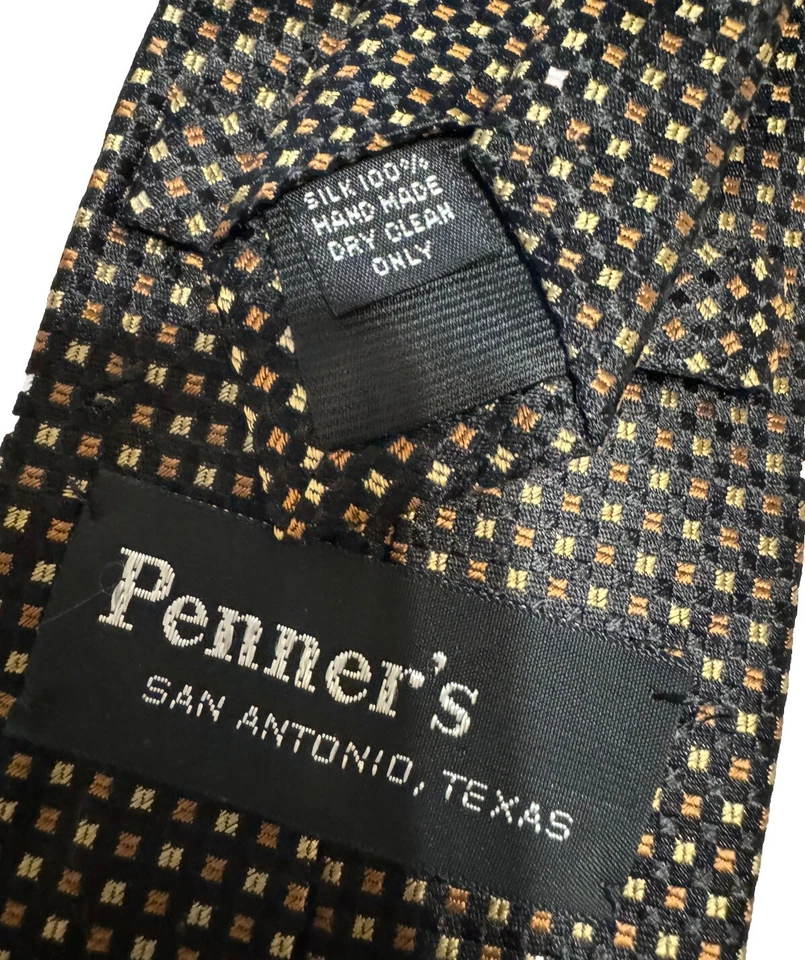 SILK 100%
HAND MADE
DRY CLEAN
ONLY
Penner's
SAN ANTONIO, TEXAS